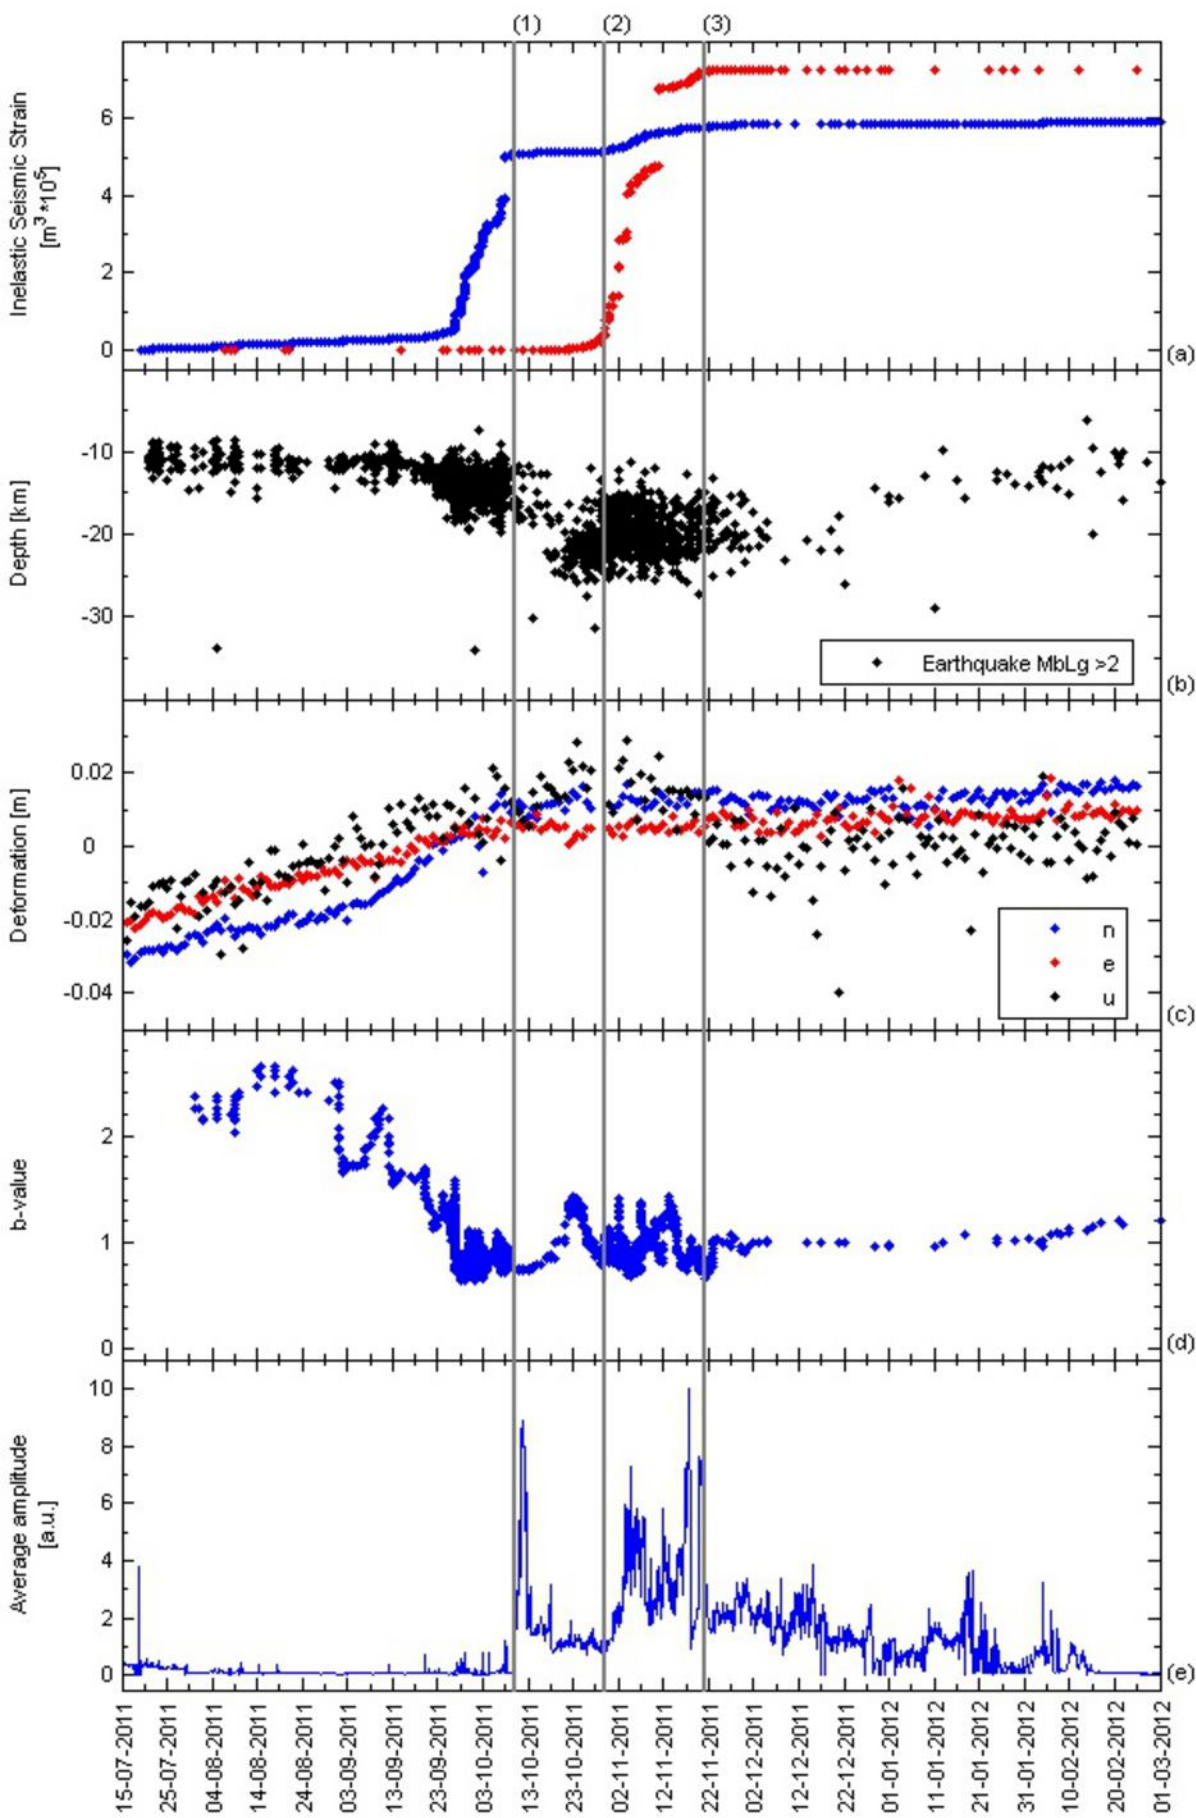 (1) (2) (3)
Inelastic Seismic Strain
[m³ *10⁵]
6
4
2
0
(a)
Depth [km]
-10
-20
-30
Earthquake MbLg >2
(b)
Deformation [m]
0.02
0
-0.02
-0.04
n
e
u
(c)
b-value
2
1
0
(d)
Average amplitude
[a.u.]
10
8
6
4
2
0
(e)
15-07-2011
25-07-2011
04-08-2011
14-08-2011
24-08-2011
03-09-2011
13-09-2011
23-09-2011
03-10-2011
13-10-2011
23-10-2011
02-11-2011
12-11-2011
22-11-2011
02-12-2011
12-12-2011
22-12-2011
01-01-2012
11-01-2012
21-01-2012
31-01-2012
10-02-2012
20-02-2012
01-03-2012